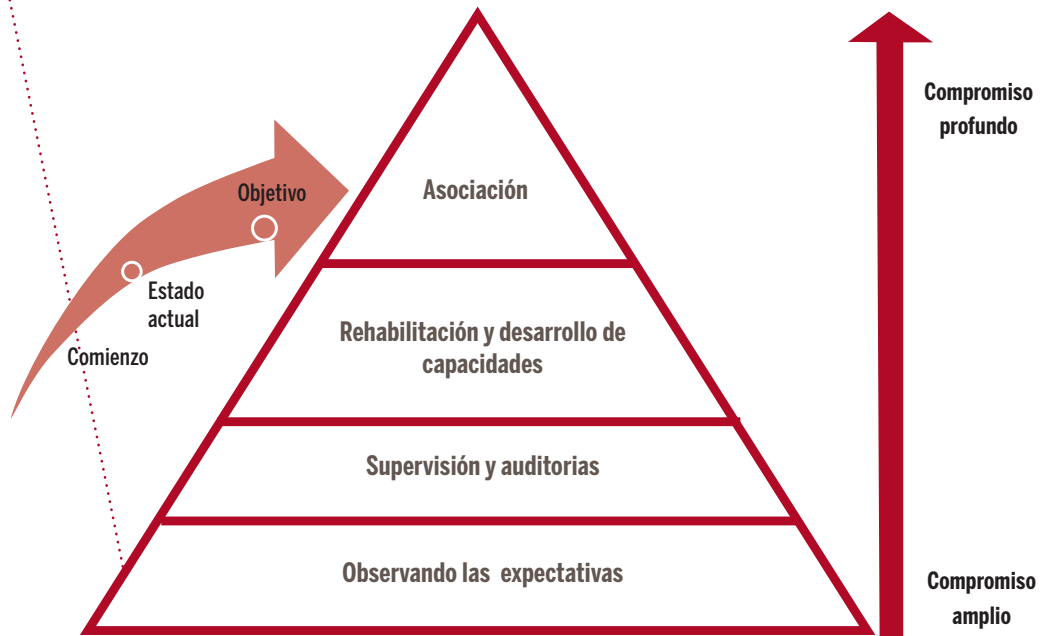 Compromiso
profundo
Asociación
Objetivo
Estado
actual
Comienzo
Rehabilitación y desarrollo de
capacidades
Supervisión y auditorias
Observando las expectativas
Compromiso
amplio